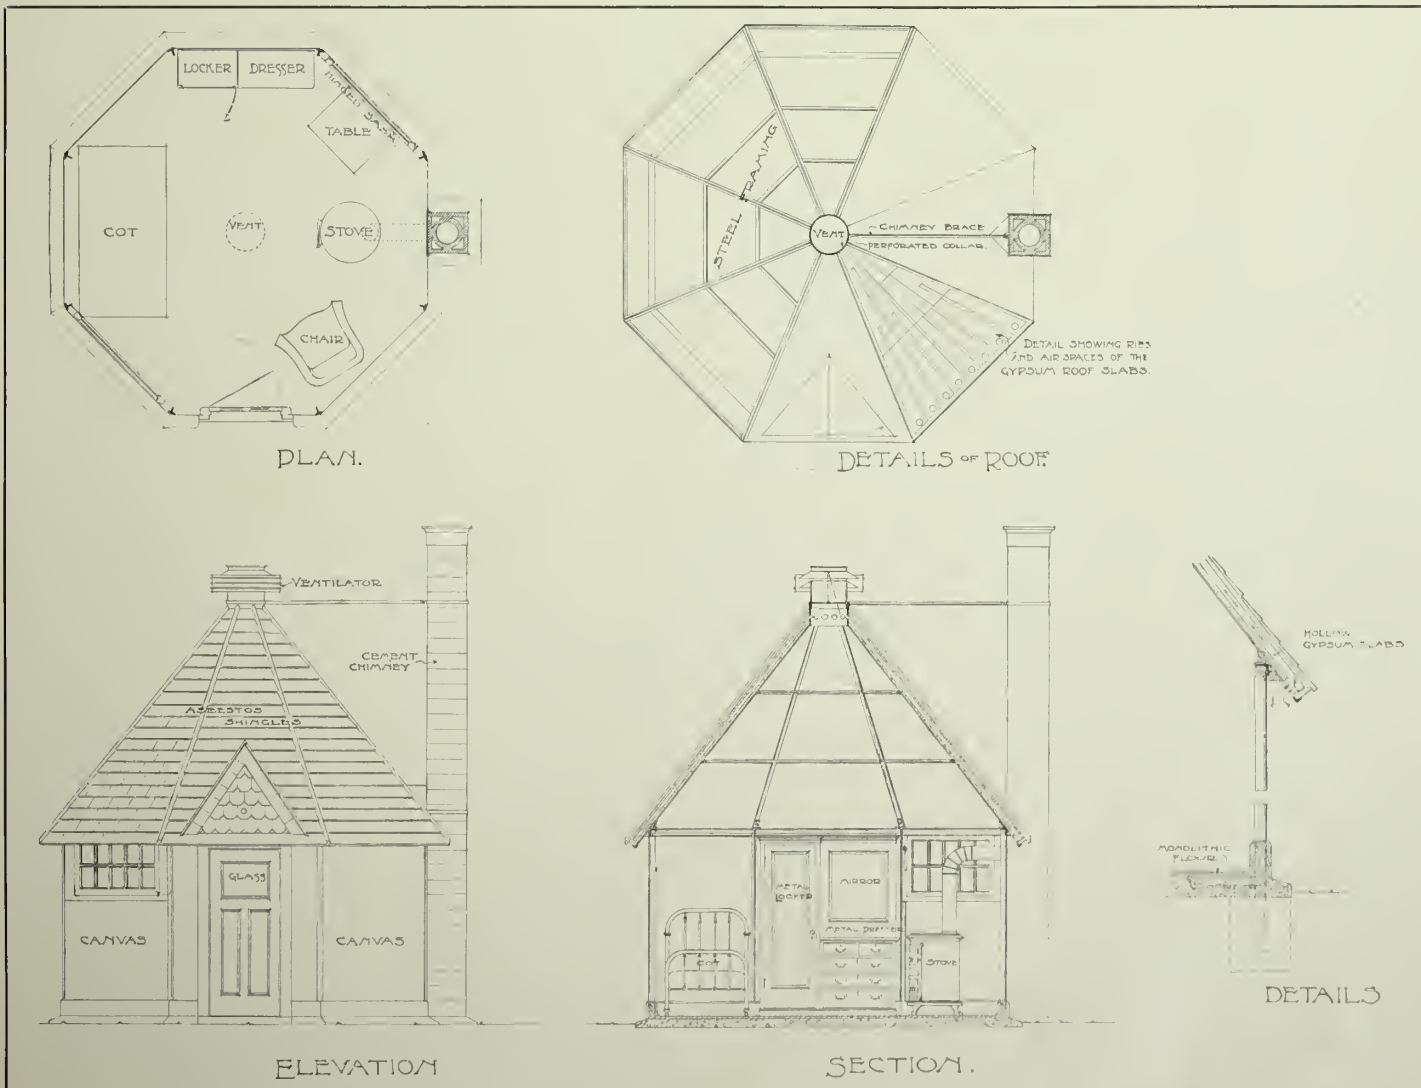 LOCKER DRESSER
HINGED SASH
TABLE
COT
VENT
STOVE
CHAIR
PLAN.
STEEL FRAMING
VENT
CHIMNEY BRACE
PERFORATED COLLAR.
DETAIL SHOWING RIBS
AND AIR SPACES OF THE
GYPSUM ROOF SLABS.
DETAILS OF ROOF.
VENTILATOR
CEMENT
CHIMNEY
ASBESTOS
SHINGLES
GLASS
CANVAS
CANVAS
ELEVATION
METAL
LOCKER
MIRROR
METAL DRESSER
COT
STOVE
SECTION.
HOLLOW
GYPSUM SLABS
MONOLITHIC
FLOOR
DETAILS